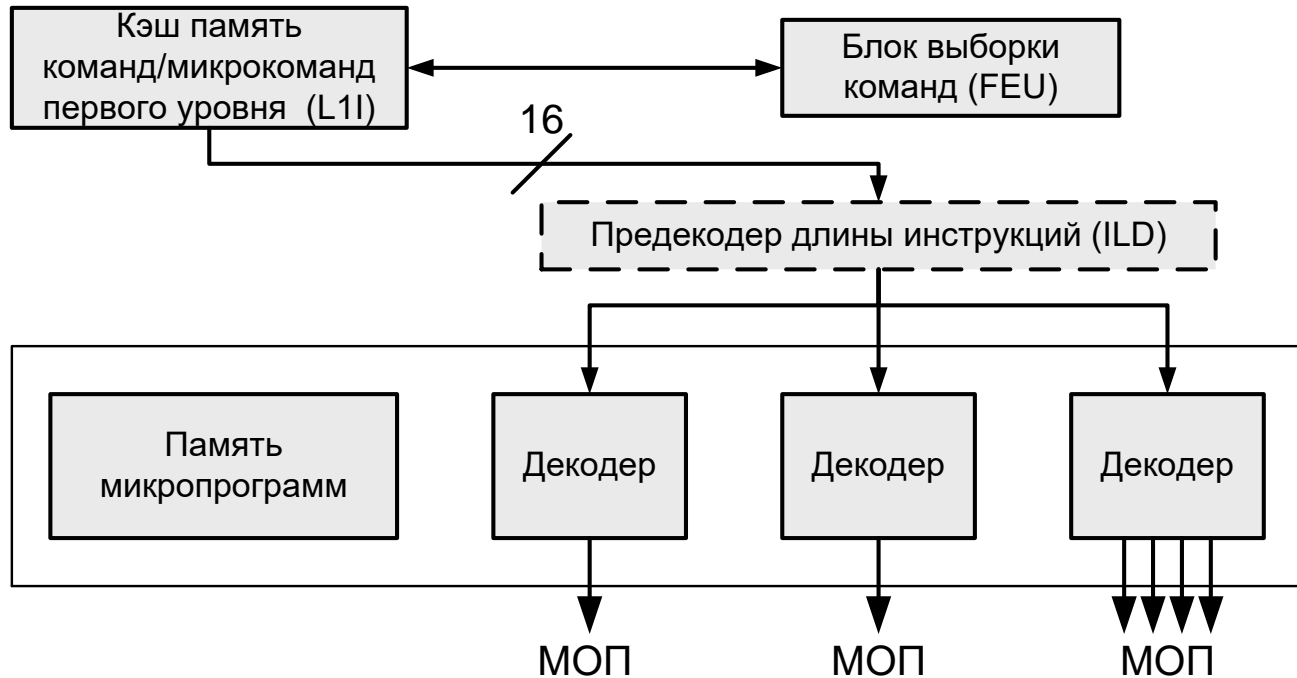 Кэш память
команд/микрокоманд
первого уровня (L1I)
Блок выборки
команд (FEU)
16
Предекодер длины инструкций (ILD)
Память
микропрограмм
Декодер
Декодер
Декодер
МОП
МОП
МОП